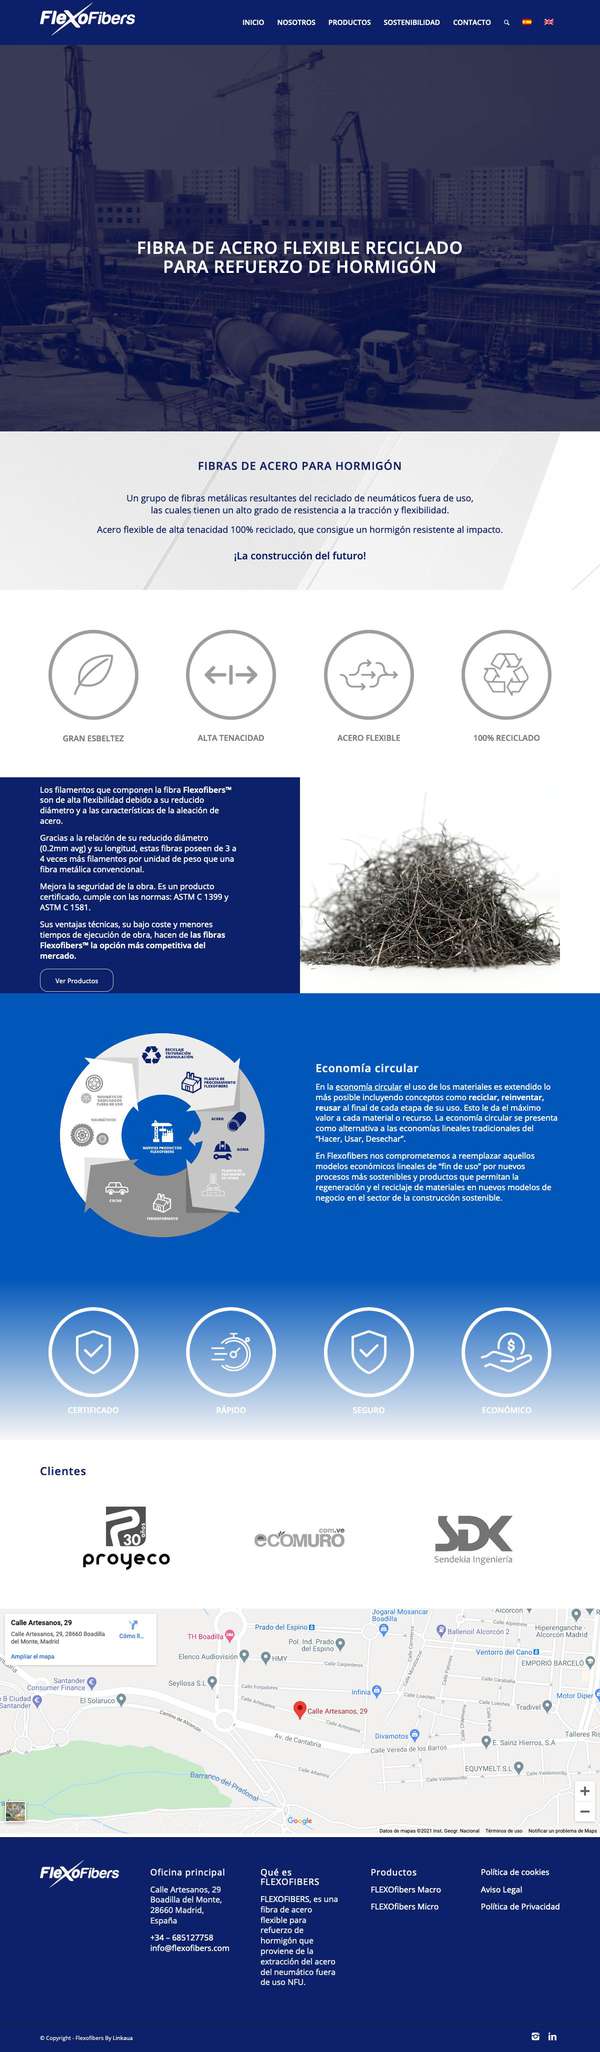 FlexoFibers
INICIO NOSOTROS PRODUCTOS SOSTENIBILIDAD CONTACTO
FIBRA DE ACERO FLEXIBLE RECICLADO
PARA REFUERZO DE HORMIGÓN
FIBRAS DE ACERO PARA HORMIGÓN
Un grupo de fibras metálicas resultantes del reciclado de neumáticos fuera de uso,
las cuales tienen un alto grado de resistencia a la tracción y flexibilidad.
Acero flexible de alta tenacidad 100% reciclado, que consigue un hormigón resistente al impacto.
¡La construcción del futuro!
GRAN ESBELTEZ
ALTA TENACIDAD
ACERO FLEXIBLE
100% RECICLADO
Los filamentos que componen la fibra Flexofibers™
son de alta flexibilidad debido a su reducido
diámetro y a las características de la aleación de
acero.
Gracias a la relación de su reducido diámetro
(0.2mm avg) y su longitud, estas fibras poseen de 3 a
4 veces más filamentos por unidad de peso que una
fibra metálica convencional.
Mejora la seguridad de la obra. Es un producto
certificado, cumple con las normas: ASTM C 1399 y
ASTM C 1581.
Sus ventajas técnicas, su bajo coste y menores
tiempos de ejecución de obra, hacen de las fibras
Flexofibers™ la opción más competitiva del
mercado.
Ver Productos
RECICLAJE
TRITURACIÓN
GRANULACIÓN
PLANTA DE
PROCESAMIENTO
FLEXOFIBERS
ACERO
GOMA
COCHE
NEUMÁTICOS
NUEVOS PRODUCTOS
FLEXOFIBERS
Economía circular
En la economía circular el uso de los materiales es extendido lo
más posible incluyendo conceptos como reciclar, reinventar,
reusar al final de cada etapa de su uso. Esto le da el máximo
valor a cada material o recurso. La economía circular se presenta
como alternativa a las economías lineales tradicionales del
“Hacer, Usar, Desechar”.
En Flexofibers nos comprometemos a reemplazar aquellos
modelos económicos lineales de “fin de uso” por nuevos
procesos más sostenibles y productos que permitan la
regeneración y el reciclaje de materiales en nuevos modelos de
negocio en el sector de la construcción sostenible.
CERTIFICADO
RÁPIDO
SEGURO
ECONÓMICO
Clientes
30 años
proyeco
ecOMURO
com.ve
SDK
Sendekia Ingeniería
Calle Artesanos, 29
Calle Artesanos, 29, 28660 Boadilla
del Monte, Madrid
Cómo ll...
Ampliar el mapa
TH Boadilla
Prado del Espino
Pol. Ind. Prado
del Espino
Jogaral Mosancar
Boadilla
Alcorcón
Ballenoil Alcorcón 2
Hiperenganche -
Alcorcón Madrid
Ventorro del Cano
EMPORIO BARCELÓ
Elenco Audiovisión
HMY
Seyllosa S.L
Santander
Consumer Finance
B Ciudad
Santander
El Solaruco
Infinia
Calle Artesanos, 29
Av. de Cantabria
Divamotos
Calle Vereda de los Barros
Tradivel
Motor Diper
Talleres Ris
E. Sainz Hierros, S.A.
EQUYMELT S.L
Calle Valdemorillo
Barranco del Pradonal
Google
Datos de mapas ©2021 Inst. Geogr. Nacional Términos de uso Notificar un problema de Maps
FlexoFibers
Oficina principal
Calle Artesanos, 29
Boadilla del Monte,
28660 Madrid,
España
+34 – 685127758
info@flexofibers.com
Qué es
FLEXOFIBERS
FLEXOFIBERS, es una
fibra de acero
flexible para
refuerzo de
hormigón que
proviene de la
extracción del acero
del neumático fuera
de uso NFU.
Productos
FLEXOfibers Macro
FLEXOfibers Micro
Política de cookies
Aviso Legal
Política de Privacidad
© Copyright - Flexofibers By Linkaua